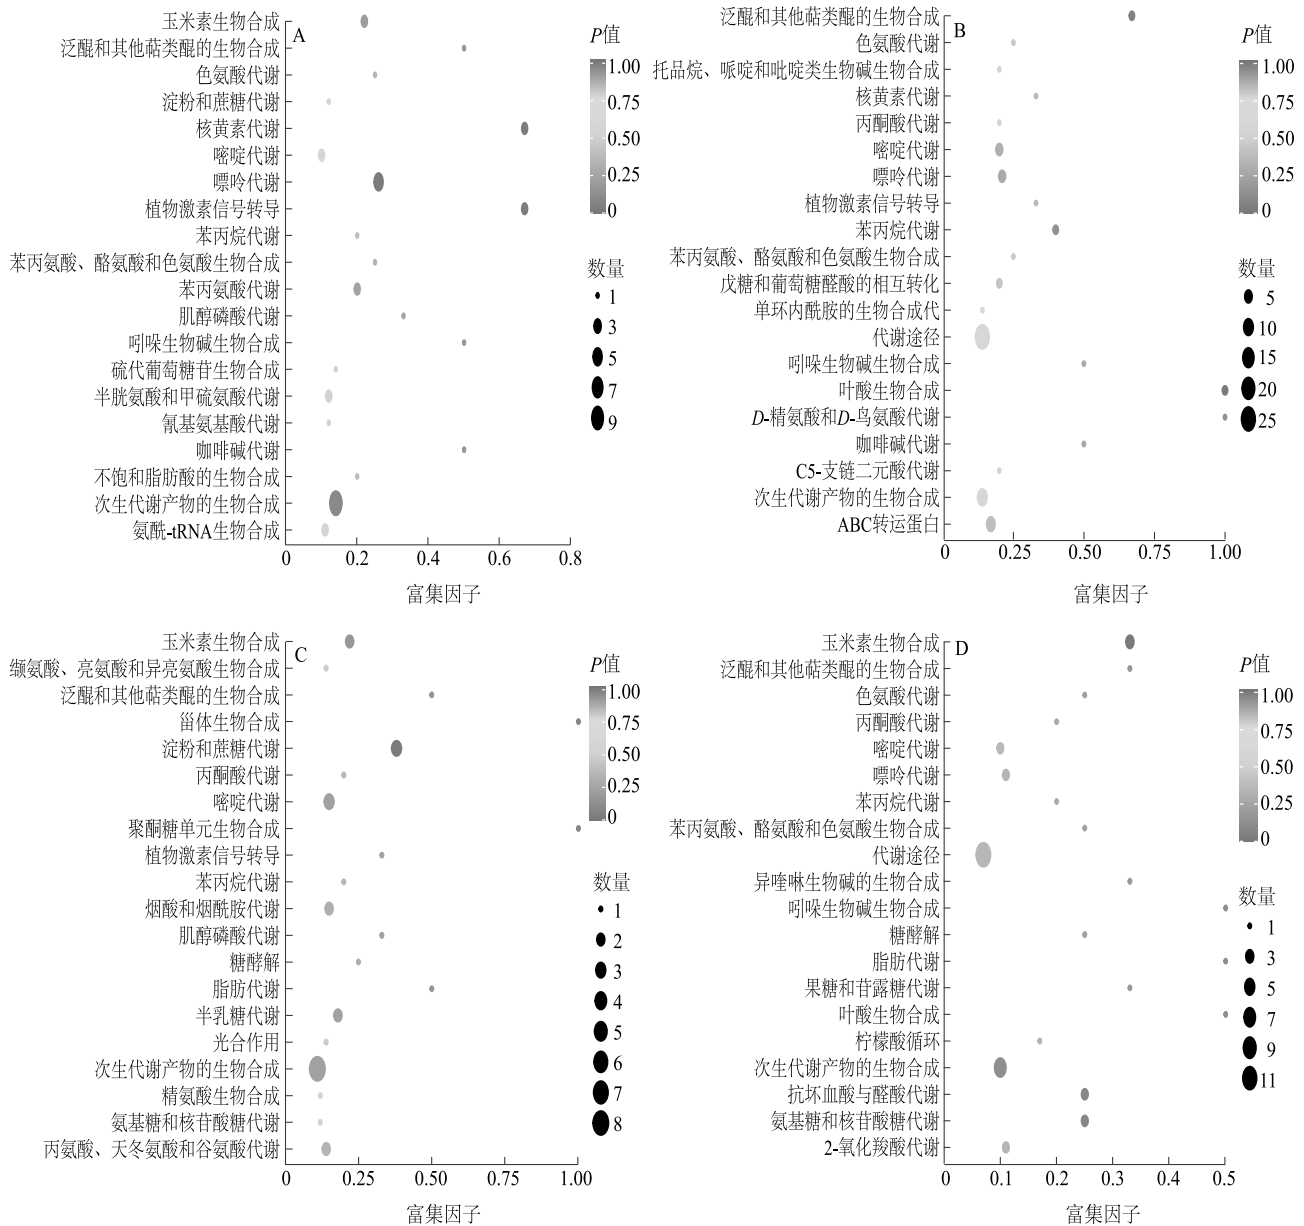 A
玉米素生物合成
泛醌和其他萜类醌的生物合成
色氨酸代谢
淀粉和蔗糖代谢
核黄素代谢
嘧啶代谢
嘌呤代谢
植物激素信号转导
苯丙烷代谢
苯丙氨酸、酪氨酸和色氨酸生物合成
苯丙氨酸代谢
肌醇磷酸代谢
吲哚生物碱生物合成
硫代葡萄糖苷生物合成
半胱氨酸和甲硫氨酸代谢
氰基氨基酸代谢
咖啡碱代谢
不饱和脂肪酸的生物合成
次生代谢产物的生物合成
氨酰-tRNA生物合成
0 0.2 0.4 0.6 0.8
富集因子
P值
1.00
0.75
0.50
0.25
0
数量
1
3
5
7
9
B
泛醌和其他萜类醌的生物合成
色氨酸代谢
托品烷、哌啶和吡啶类生物碱生物合成
核黄素代谢
丙酮酸代谢
嘧啶代谢
嘌呤代谢
植物激素信号转导
苯丙烷代谢
苯丙氨酸、酪氨酸和色氨酸生物合成
戊糖和葡萄糖醛酸的相互转化
单环内酰胺的生物合成代
代谢途径
吲哚生物碱生物合成
叶酸生物合成
D-精氨酸和D-鸟氨酸代谢
咖啡碱代谢
C5-支链二元酸代谢
次生代谢产物的生物合成
ABC转运蛋白
0 0.25 0.50 0.75 1.00
富集因子
P值
1.00
0.75
0.50
0.25
0
数量
5
10
15
20
25
C
玉米素生物合成
缬氨酸、亮氨酸和异亮氨酸生物合成
泛醌和其他萜类醌的生物合成
甾体生物合成
淀粉和蔗糖代谢
丙酮酸代谢
嘧啶代谢
聚酮糖单元生物合成
植物激素信号转导
苯丙烷代谢
烟酸和烟酰胺代谢
肌醇磷酸代谢
糖酵解
脂肪代谢
半乳糖代谢
光合作用
次生代谢产物的生物合成
精氨酸生物合成
氨基糖和核苷酸糖代谢
丙氨酸、天冬氨酸和谷氨酸代谢
0 0.25 0.50 0.75 1.00
富集因子
P值
1.00
0.75
0.50
0.25
0
数量
1
2
3
4
5
6
7
8
D
玉米素生物合成
泛醌和其他萜类醌的生物合成
色氨酸代谢
丙酮酸代谢
嘧啶代谢
嘌呤代谢
苯丙烷代谢
苯丙氨酸、酪氨酸和色氨酸生物合成
代谢途径
异喹啉生物碱的生物合成
吲哚生物碱生物合成
糖酵解
脂肪代谢
果糖和苷露糖代谢
叶酸生物合成
柠檬酸循环
次生代谢产物的生物合成
抗坏血酸与醛酸代谢
氨基糖和核苷酸糖代谢
2-氧化羧酸代谢
0 0.1 0.2 0.3 0.4 0.5
富集因子
P值
1.00
0.75
0.50
0.25
0
数量
1
3
5
7
9
11